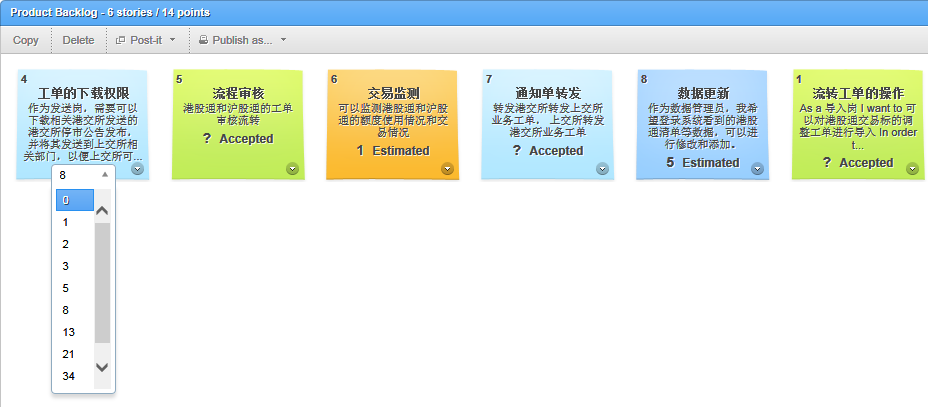 Product Backlog - 6 stories / 14 points
Copy
Delete
Post-it
Publish as...
4
工单的下载权限
作为发送岗，需要可以
下载相关港交所发送的
港交所停市公告发布，
并将其发送到上交所相
关部门，以便上交所可...
8
0
1
2
3
5
8
13
21
34
5
流程审核
港股通和沪股通的工单
审核流转
? Accepted
6
交易监测
可以监测港股通和沪股
通的额度使用情况和交
易情况
1 Estimated
7
通知单转发
转发港交所转发上交所
业务工单， 上交所转发
港交所业务工单
? Accepted
8
数据更新
作为数据管理员，我希
望登录系统看到的港股
通清单等数据，可以进
行修改和添加。
5 Estimated
1
流转工单的操作
As a 导入岗 I want to 可
以对港股通交易标的调
整工单进行导入 In order
t...
? Accepted